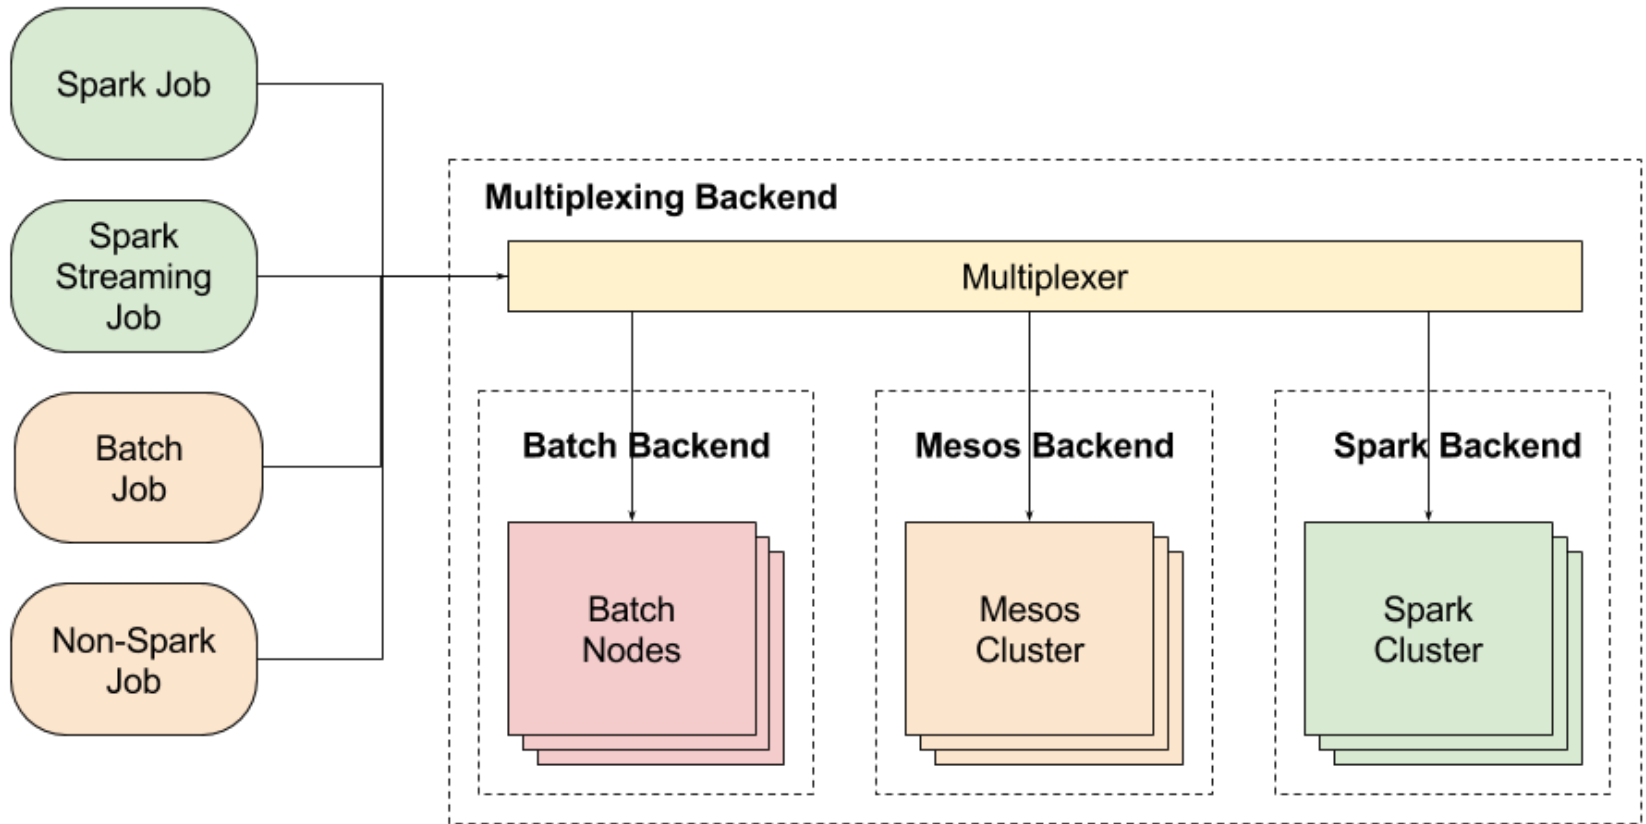 Spark Job
Spark
Streaming
Job
Batch
Job
Non-Spark
Job
Multiplexing Backend
Multiplexer
Batch Backend
Mesos Backend
Spark Backend
Batch
Nodes
Mesos
Cluster
Spark
Cluster